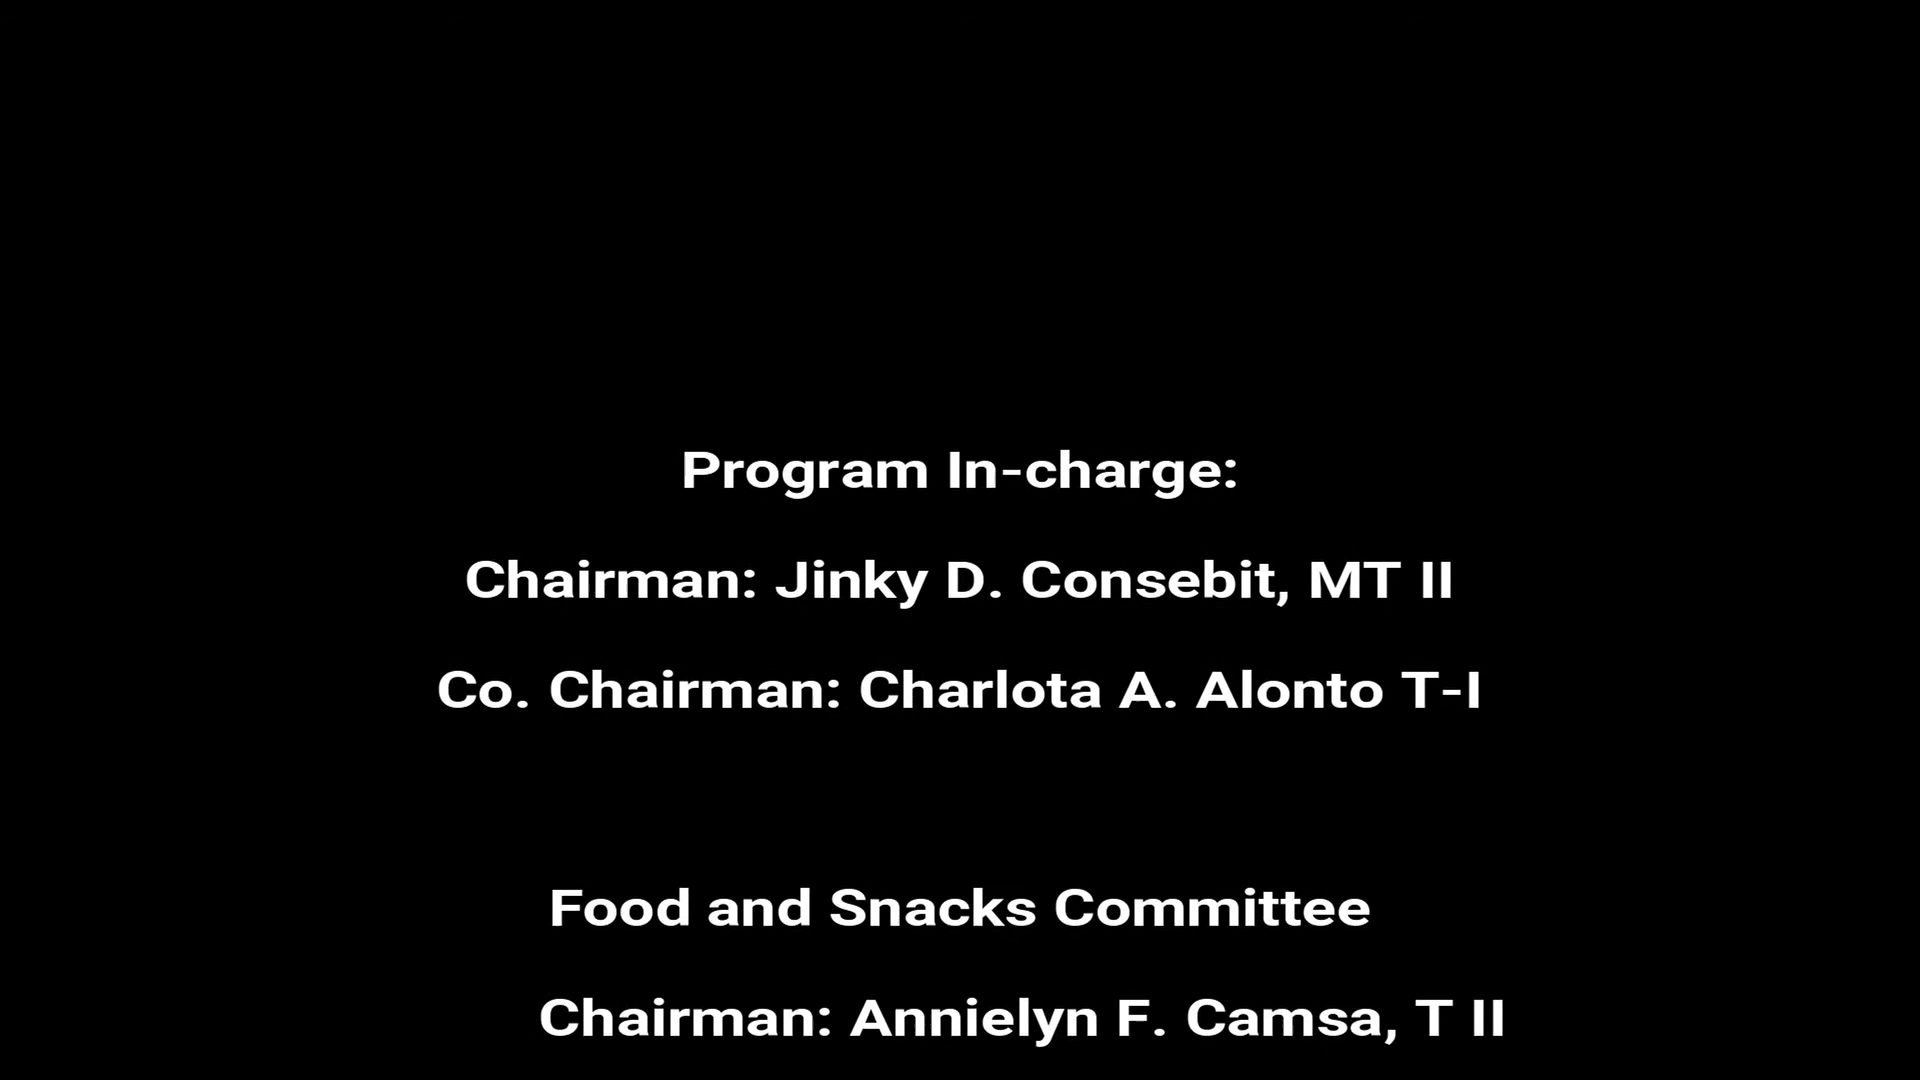 Program In-charge:
Chairman: Jinky D. Consebit, MT II
Co. Chairman: Charlota A. Alonto T-I
Food and Snacks Committee
Chairman: Annielyn F. Camsa, T II